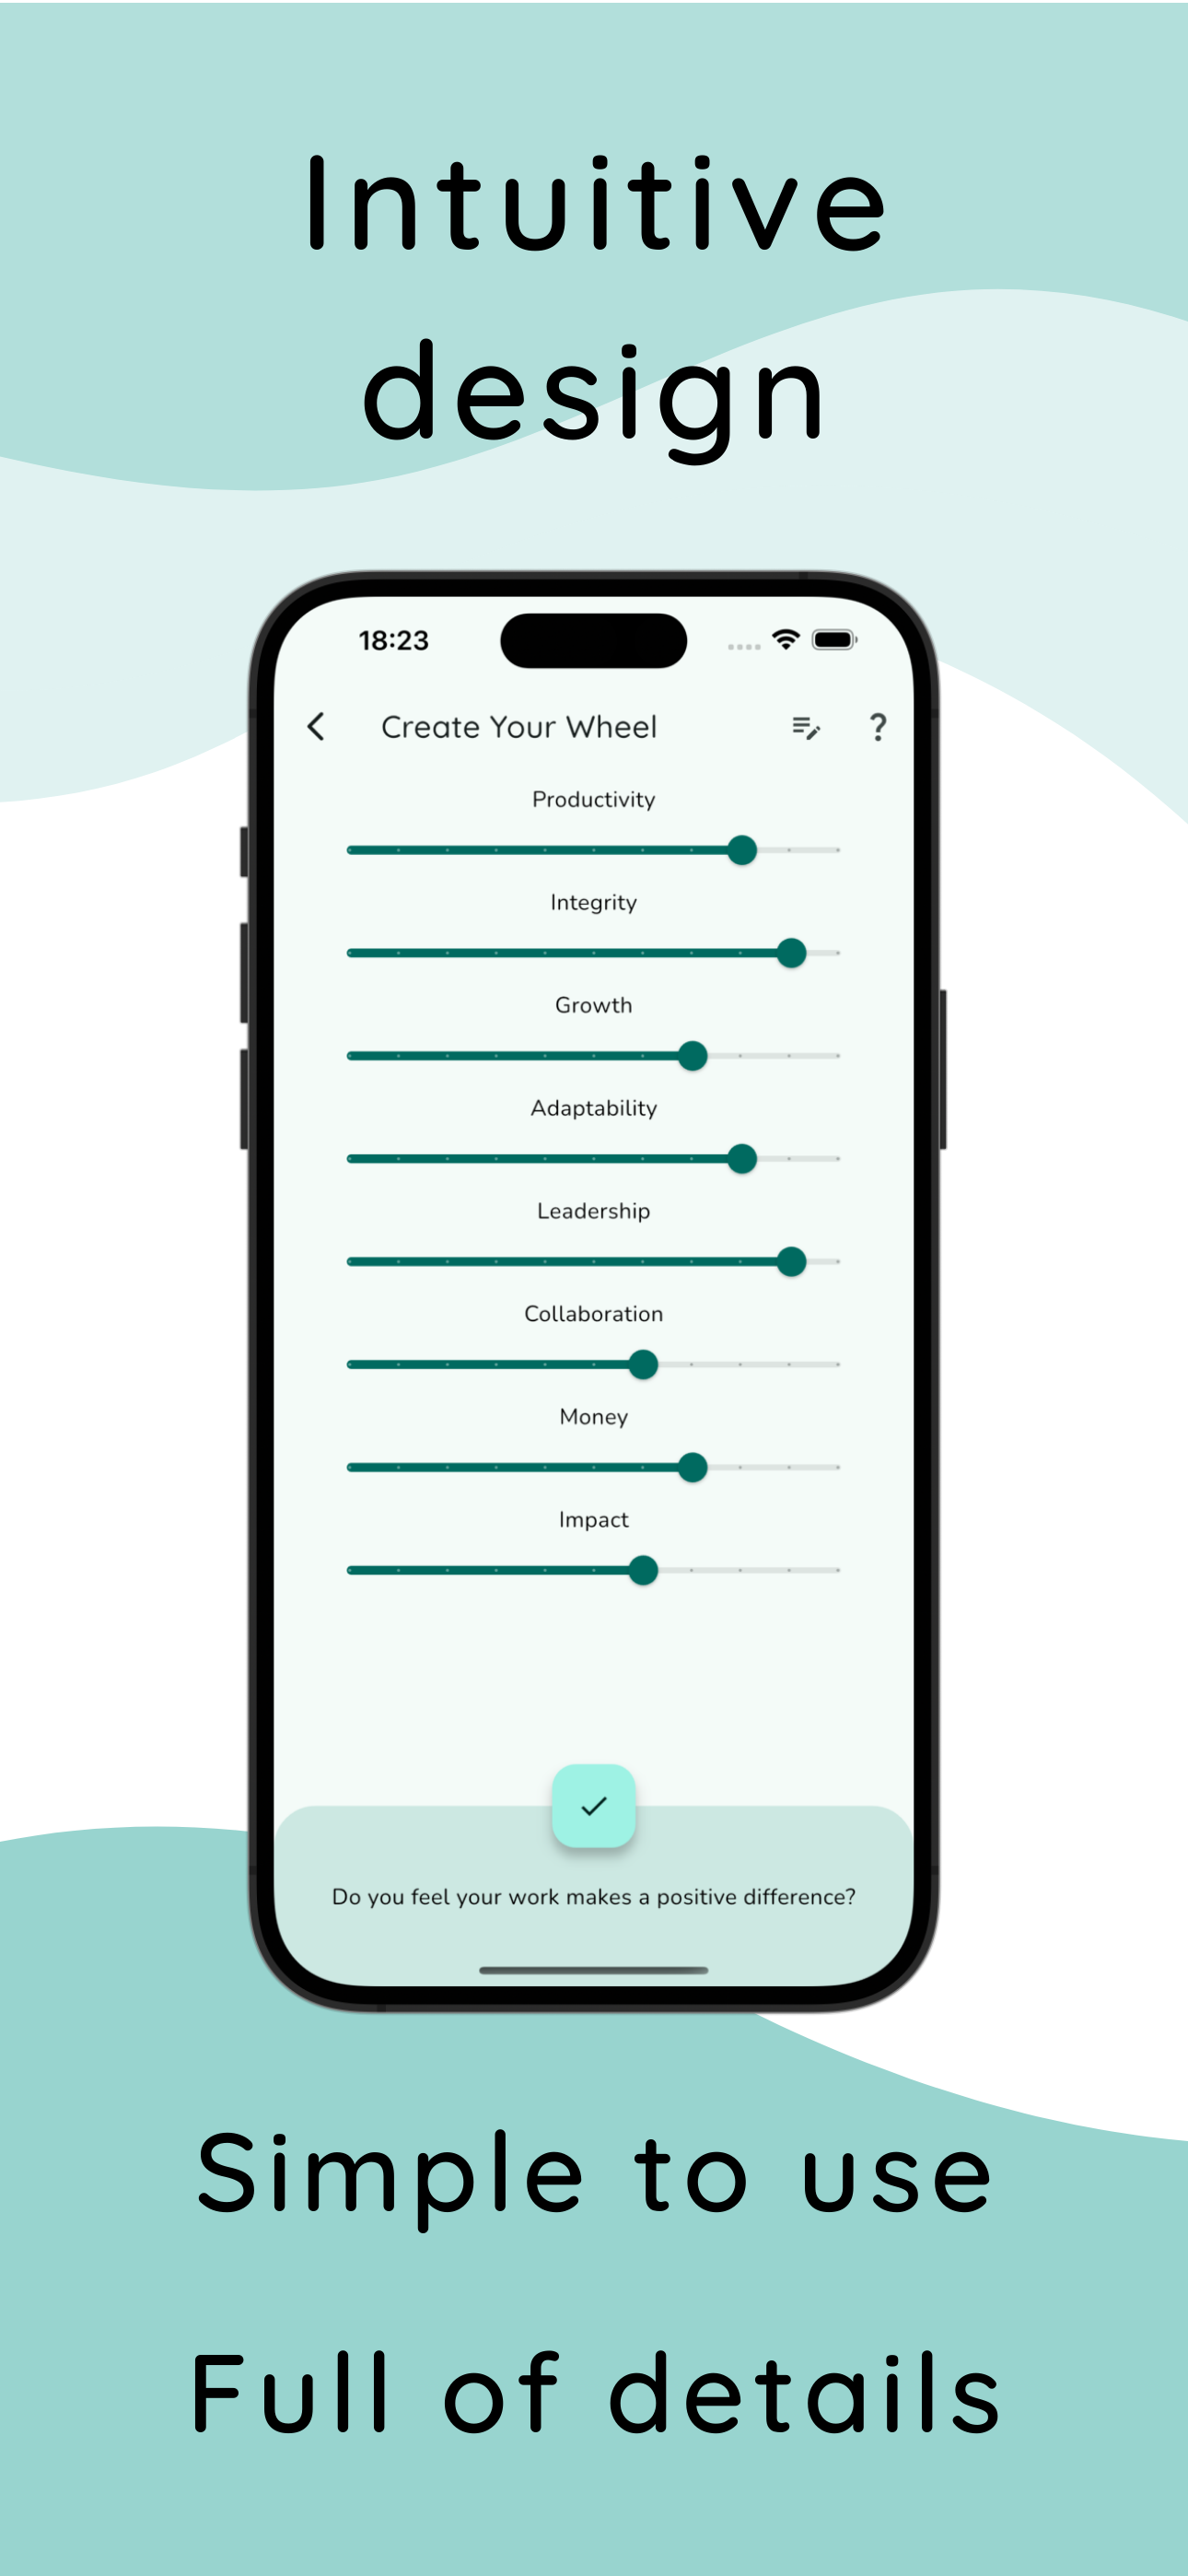 Intuitive
design
18:23
Create Your Wheel
?
Productivity
Integrity
Growth
Adaptability
Leadership
Collaboration
Money
Impact
Do you feel your work makes a positive difference?
Simple to use
Full of details